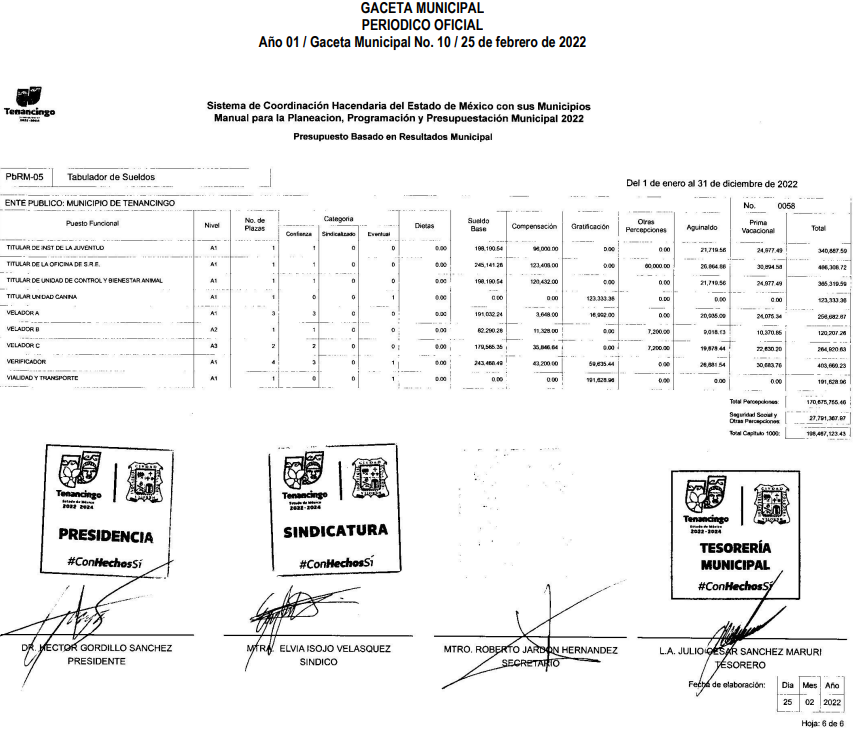 GACETA MUNICIPAL
PERIODICO OFICIAL
Año 01 / Gaceta Municipal No. 10 / 25 de febrero de 2022
Tenancingo
2022 - 2024
Sistema de Coordinación Hacendaria del Estado de México con sus Municipios
Manual para la Planeacion, Programación y Presupuestación Municipal 2022
Presupuesto Basado en Resultados Municipal
PbRM-05 Tabulador de Sueldos
Del 1 de enero al 31 de diciembre de 2022
ENTE PUBLICO: MUNICIPIO DE TENANCINGO No. 0058
Puesto Funcional Nivel No. de Plazas Categoria Confianza Sindicalizado Eventual Dietas Sueldo Base Compensación Gratificación Otras Percepciones Aguinaldo Prima Vacacional Total
TITULAR DE INST DE LA JUVENTUD A1 1 1 0 0 0.00 198,190.54 96,000.00 0.00 0.00 21,719.56 24,977.49 340,887.59
TITULAR DE LA OFICINA DE S.R.E. A1 1 1 0 0 0.00 245,141.26 123,408.00 0.00 60,000.00 26,864.88 30,894.58 486,308.72
TITULAR DE UNIDAD DE CONTROL Y BIENESTAR ANIMAL A1 1 1 0 0 0.00 198,190.54 120,432.00 0.00 0.00 21,719.56 24,977.49 365,319.59
TITULAR UNIDAD CANINA A1 1 0 0 1 0.00 0.00 0.00 123,333.36 0.00 0.00 0.00 123,333.36
VELADOR A A1 3 3 0 0 0.00 191,032.24 3,648.00 16,992.00 0.00 20,935.09 24,075.34 256,682.67
VELADOR B A2 1 1 0 0 0.00 82,290.28 11,328.00 0.00 7,200.00 9,018.13 10,370.85 120,207.26
VELADOR C A3 2 2 0 0 0.00 179,565.35 35,846.64 0.00 7,200.00 19,678.44 22,630.20 264,920.63
VERIFICADOR A1 4 3 0 1 0.00 243,468.49 43,200.00 59,635.44 0.00 26,681.54 30,683.76 403,669.23
VIALIDAD Y TRANSPORTE A1 1 0 0 1 0.00 0.00 0.00 191,628.96 0.00 0.00 0.00 191,628.96
Total Percepciones: 170,675,755.46
Seguridad Social y Otras Percepciones: 27,791,367.97
Total Capítulo 1000: 198,467,123.43
Tenancingo
Estado de México
2022 - 2024
PRESIDENCIA
#ConHechosSí
Tenancingo
Estado de México
2022 - 2024
SINDICATURA
#ConHechosSí
Tenancingo
Estado de México
2022 - 2024
TESORERÍA
MUNICIPAL
#ConHechosSí
DR. HECTOR GORDILLO SANCHEZ
PRESIDENTE
MTRA. ELVIA ISOJO VELASQUEZ
SINDICO
MTRO. ROBERTO JARDON HERNANDEZ
SECRETARIO
L.A. JULIO CESAR SANCHEZ MARURI
TESORERO
Fecha de elaboración: Dia Mes Año
25 02 2022
Hoja: 6 de 6